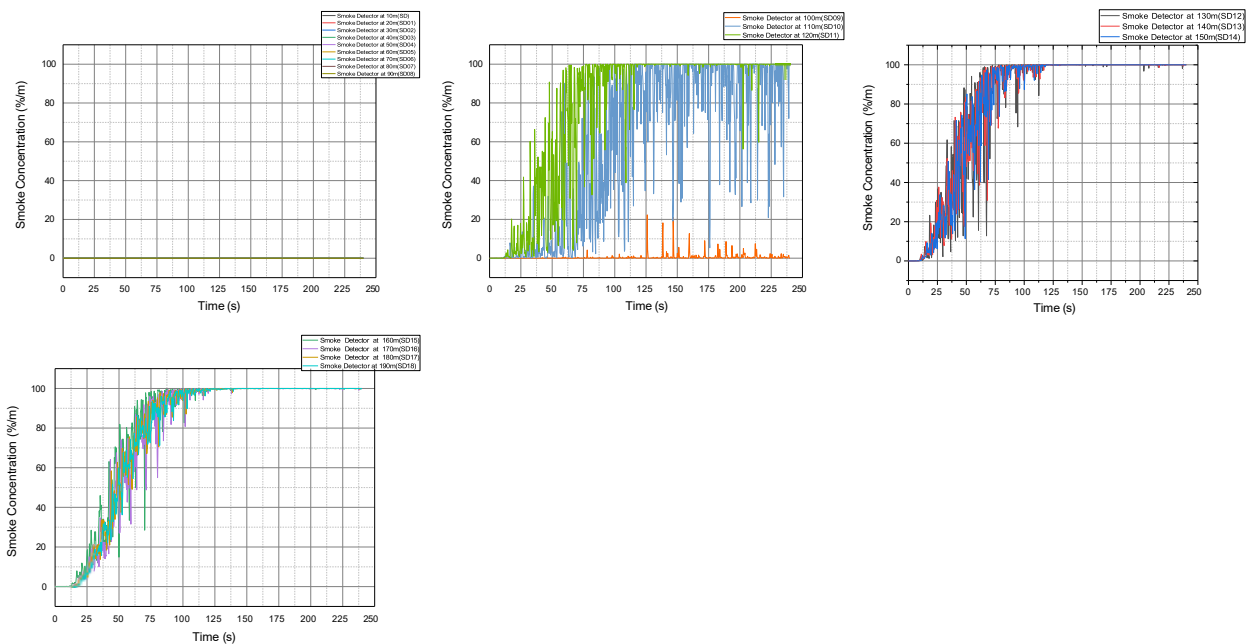 Smoke Detector at 10m(SD)
Smoke Detector at 20m(SD01)
Smoke Detector at 30m(SD02)
Smoke Detector at 40m(SD03)
Smoke Detector at 50m(SD04)
Smoke Detector at 60m(SD05)
Smoke Detector at 70m(SD06)
Smoke Detector at 80m(SD07)
Smoke Detector at 90m(SD08)
100
80
60
40
20
0
Smoke Concentration (%/m)
0 25 50 75 100 125 150 175 200 225 250
Time (s)
Smoke Detector at 100m(SD09)
Smoke Detector at 110m(SD10)
Smoke Detector at 120m(SD11)
100
80
60
40
20
0
Smoke Concentration (%/m)
0 25 50 75 100 125 150 175 200 225 250
Time (s)
Smoke Detector at 130m(SD12)
Smoke Detector at 140m(SD13)
Smoke Detector at 150m(SD14)
100
80
60
40
20
0
Smoke Concentration (%/m)
0 25 50 75 100 125 150 175 200 225 250
Time (s)
Smoke Detector at 160m(SD15)
Smoke Detector at 170m(SD16)
Smoke Detector at 180m(SD17)
Smoke Detector at 190m(SD18)
100
80
60
40
20
0
Smoke Concentration (%/m)
0 25 50 75 100 125 150 175 200 225 250
Time (s)